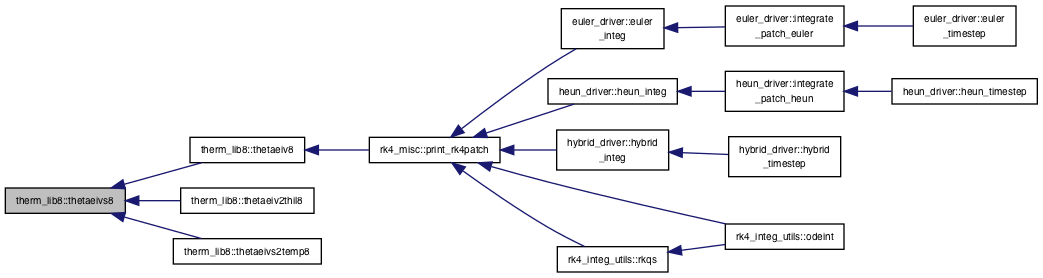 therm_lib8::thetaeivs8
therm_lib8::thetaeiv8
therm_lib8::thetaeiv2thil8
therm_lib8::thetaeivs2temp8
rk4_misc::print_rk4patch
euler_driver::euler
_integ
heun_driver::heun_integ
hybrid_driver::hybrid
_integ
rk4_integ_utils::rkqs
euler_driver::integrate
_patch_euler
heun_driver::integrate
_patch_heun
hybrid_driver::hybrid
_timestep
rk4_integ_utils::odeint
euler_driver::euler
_timestep
heun_driver::heun_timestep